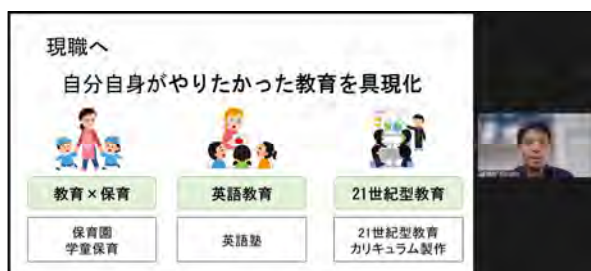 現職へ
自分自身がやりたかった教育を具現化
教育×保育
英語教育
21世紀型教育
保育園
学童保育
英語塾
21世紀型教育
カリキュラム製作